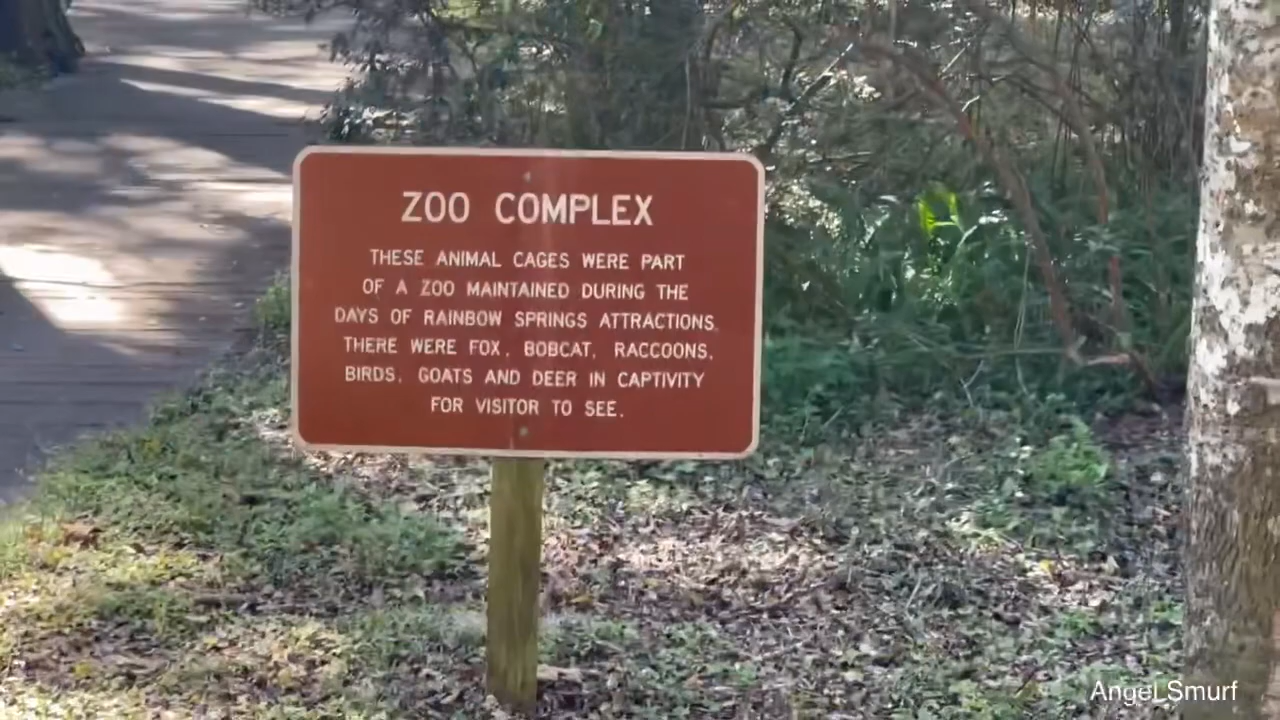 ZOO COMPLEX
THESE ANIMAL CAGES WERE PART
OF A ZOO MAINTAINED DURING THE
DAYS OF RAINBOW SPRINGS ATTRACTIONS.
THERE WERE FOX, BOBCAT, RACCOONS,
BIRDS, GOATS AND DEER IN CAPTIVITY
FOR VISITOR TO SEE.
AngeLSmurf